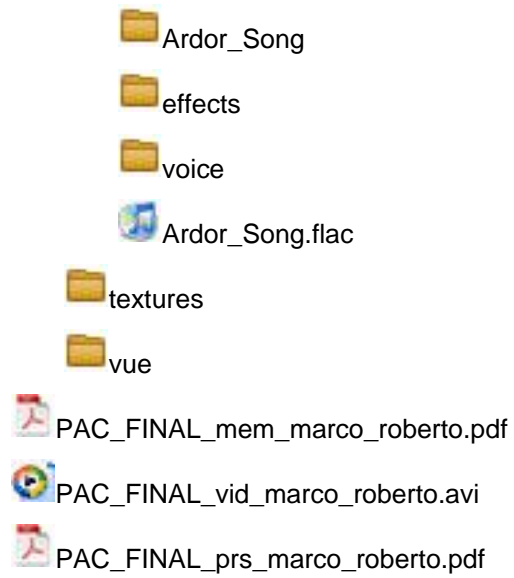 Ardor_Song
effects
voice
Ardor_Song.flac
textures
vue
PAC_FINAL_mem_marco_roberto.pdf
PAC_FINAL_vid_marco_roberto.avi
PAC_FINAL_prs_marco_roberto.pdf